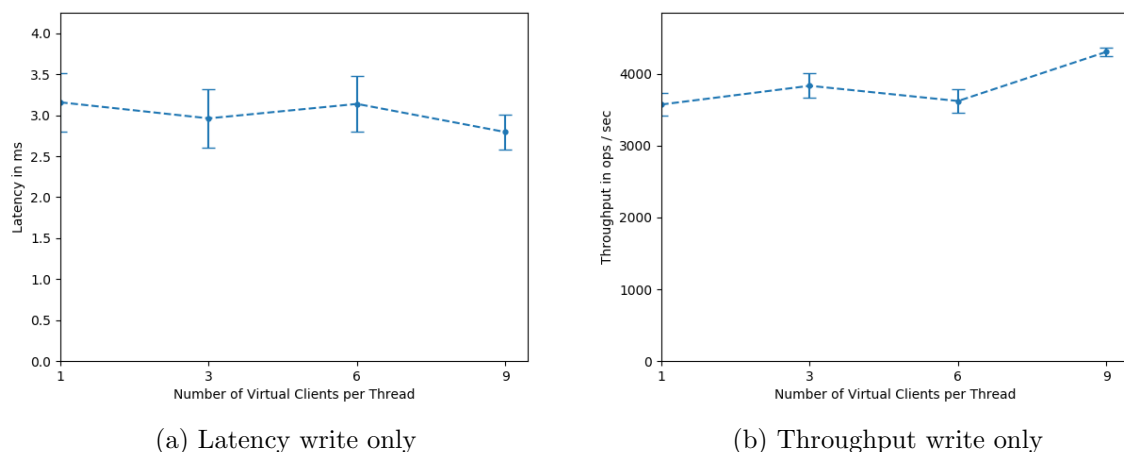 4.0
3.5
3.0
2.5
2.0
1.5
1.0
0.5
0.0
Latency in ms
1 3 6 9
Number of Virtual Clients per Thread
(a) Latency write only
4000
3000
2000
1000
0
Throughput in ops / sec
1 3 6 9
Number of Virtual Clients per Thread
(b) Throughput write only